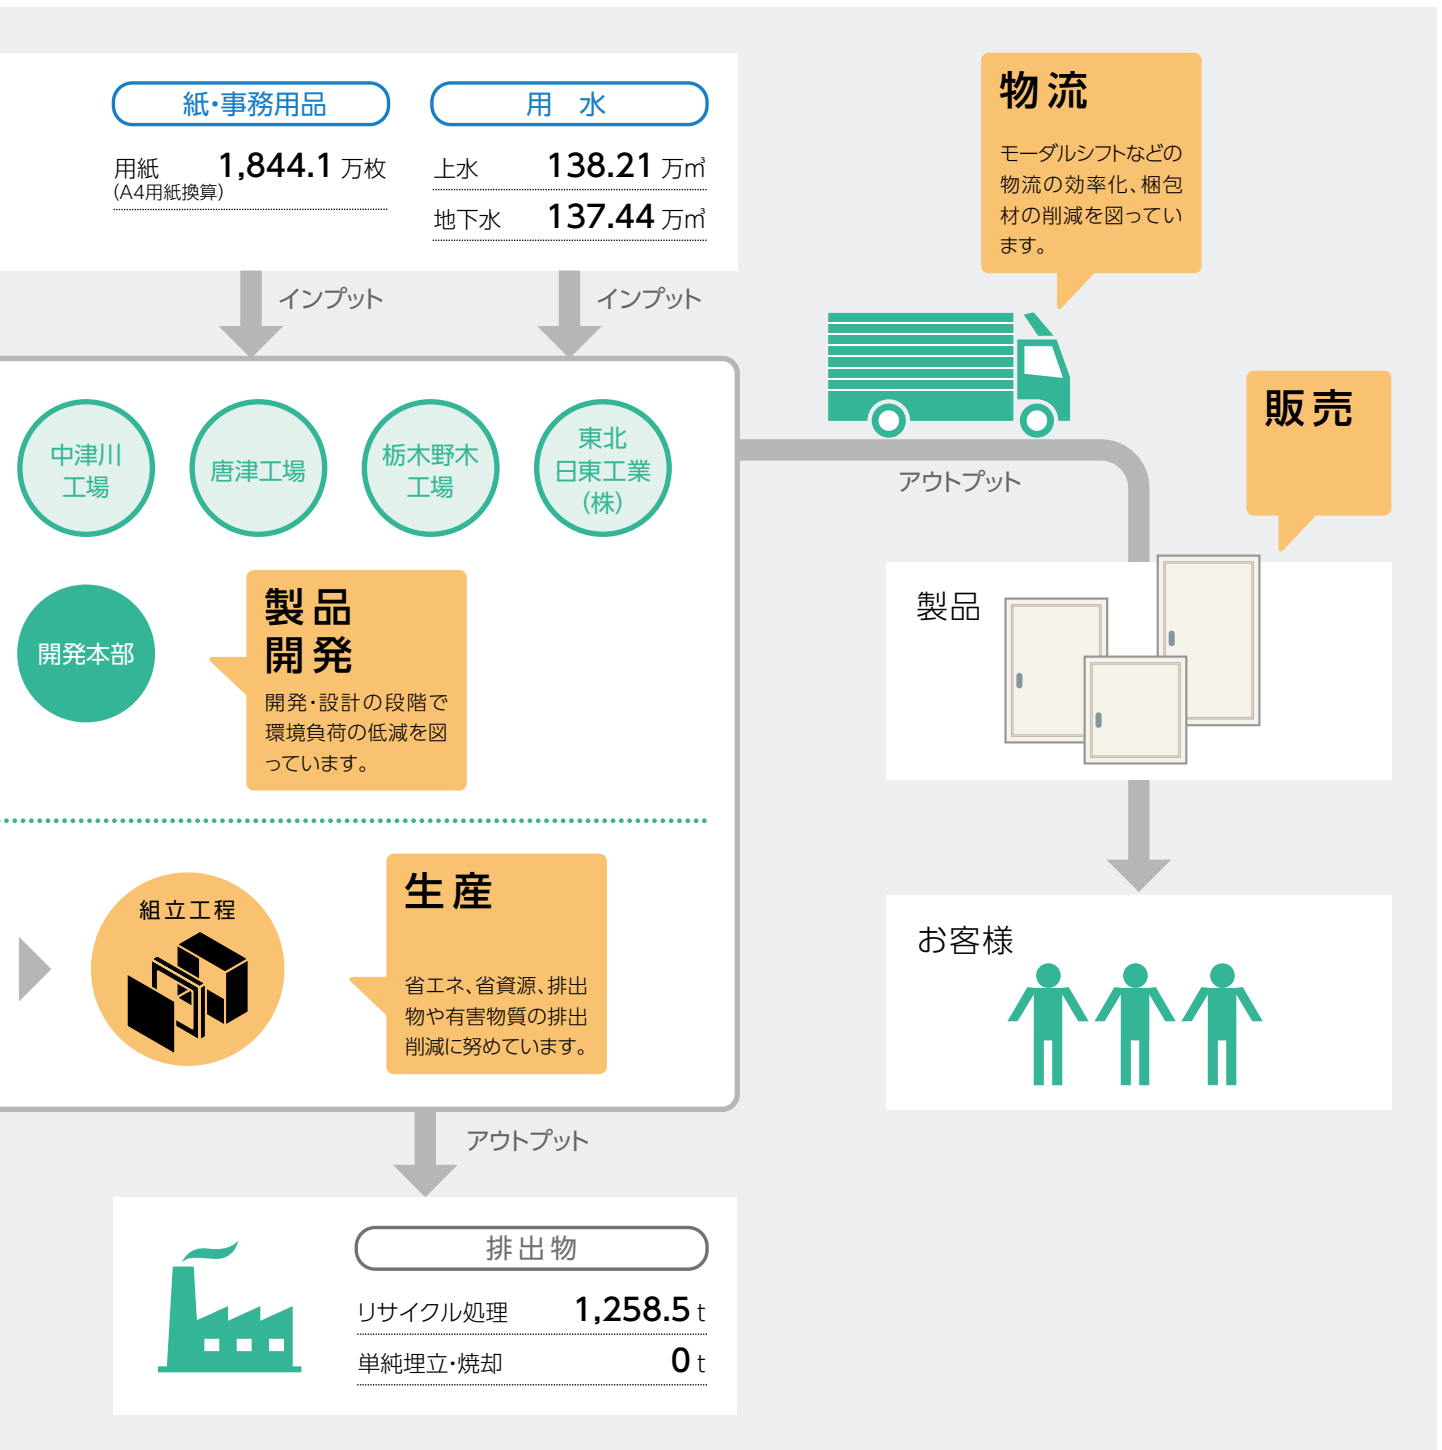 紙・事務用品
用紙 1,844.1 万枚
(A4用紙換算)
用 水
上水 138.21 万㎥
地下水 137.44 万㎥
インプット
インプット
物流
モーダルシフトなどの
物流の効率化、梱包
材の削減を図ってい
ます。
アウトプット
販売
中津川
工場
唐津工場
栃木野木
工場
東北
日東工業
(株)
開発本部
製品
開発
開発・設計の段階で
環境負荷の低減を図
っています。
製品
組立工程
生産
省エネ、省資源、排出
物や有害物質の排出
削減に努めています。
お客様
アウトプット
排出物
リサイクル処理 1,258.5 t
単純埋立・焼却 0 t